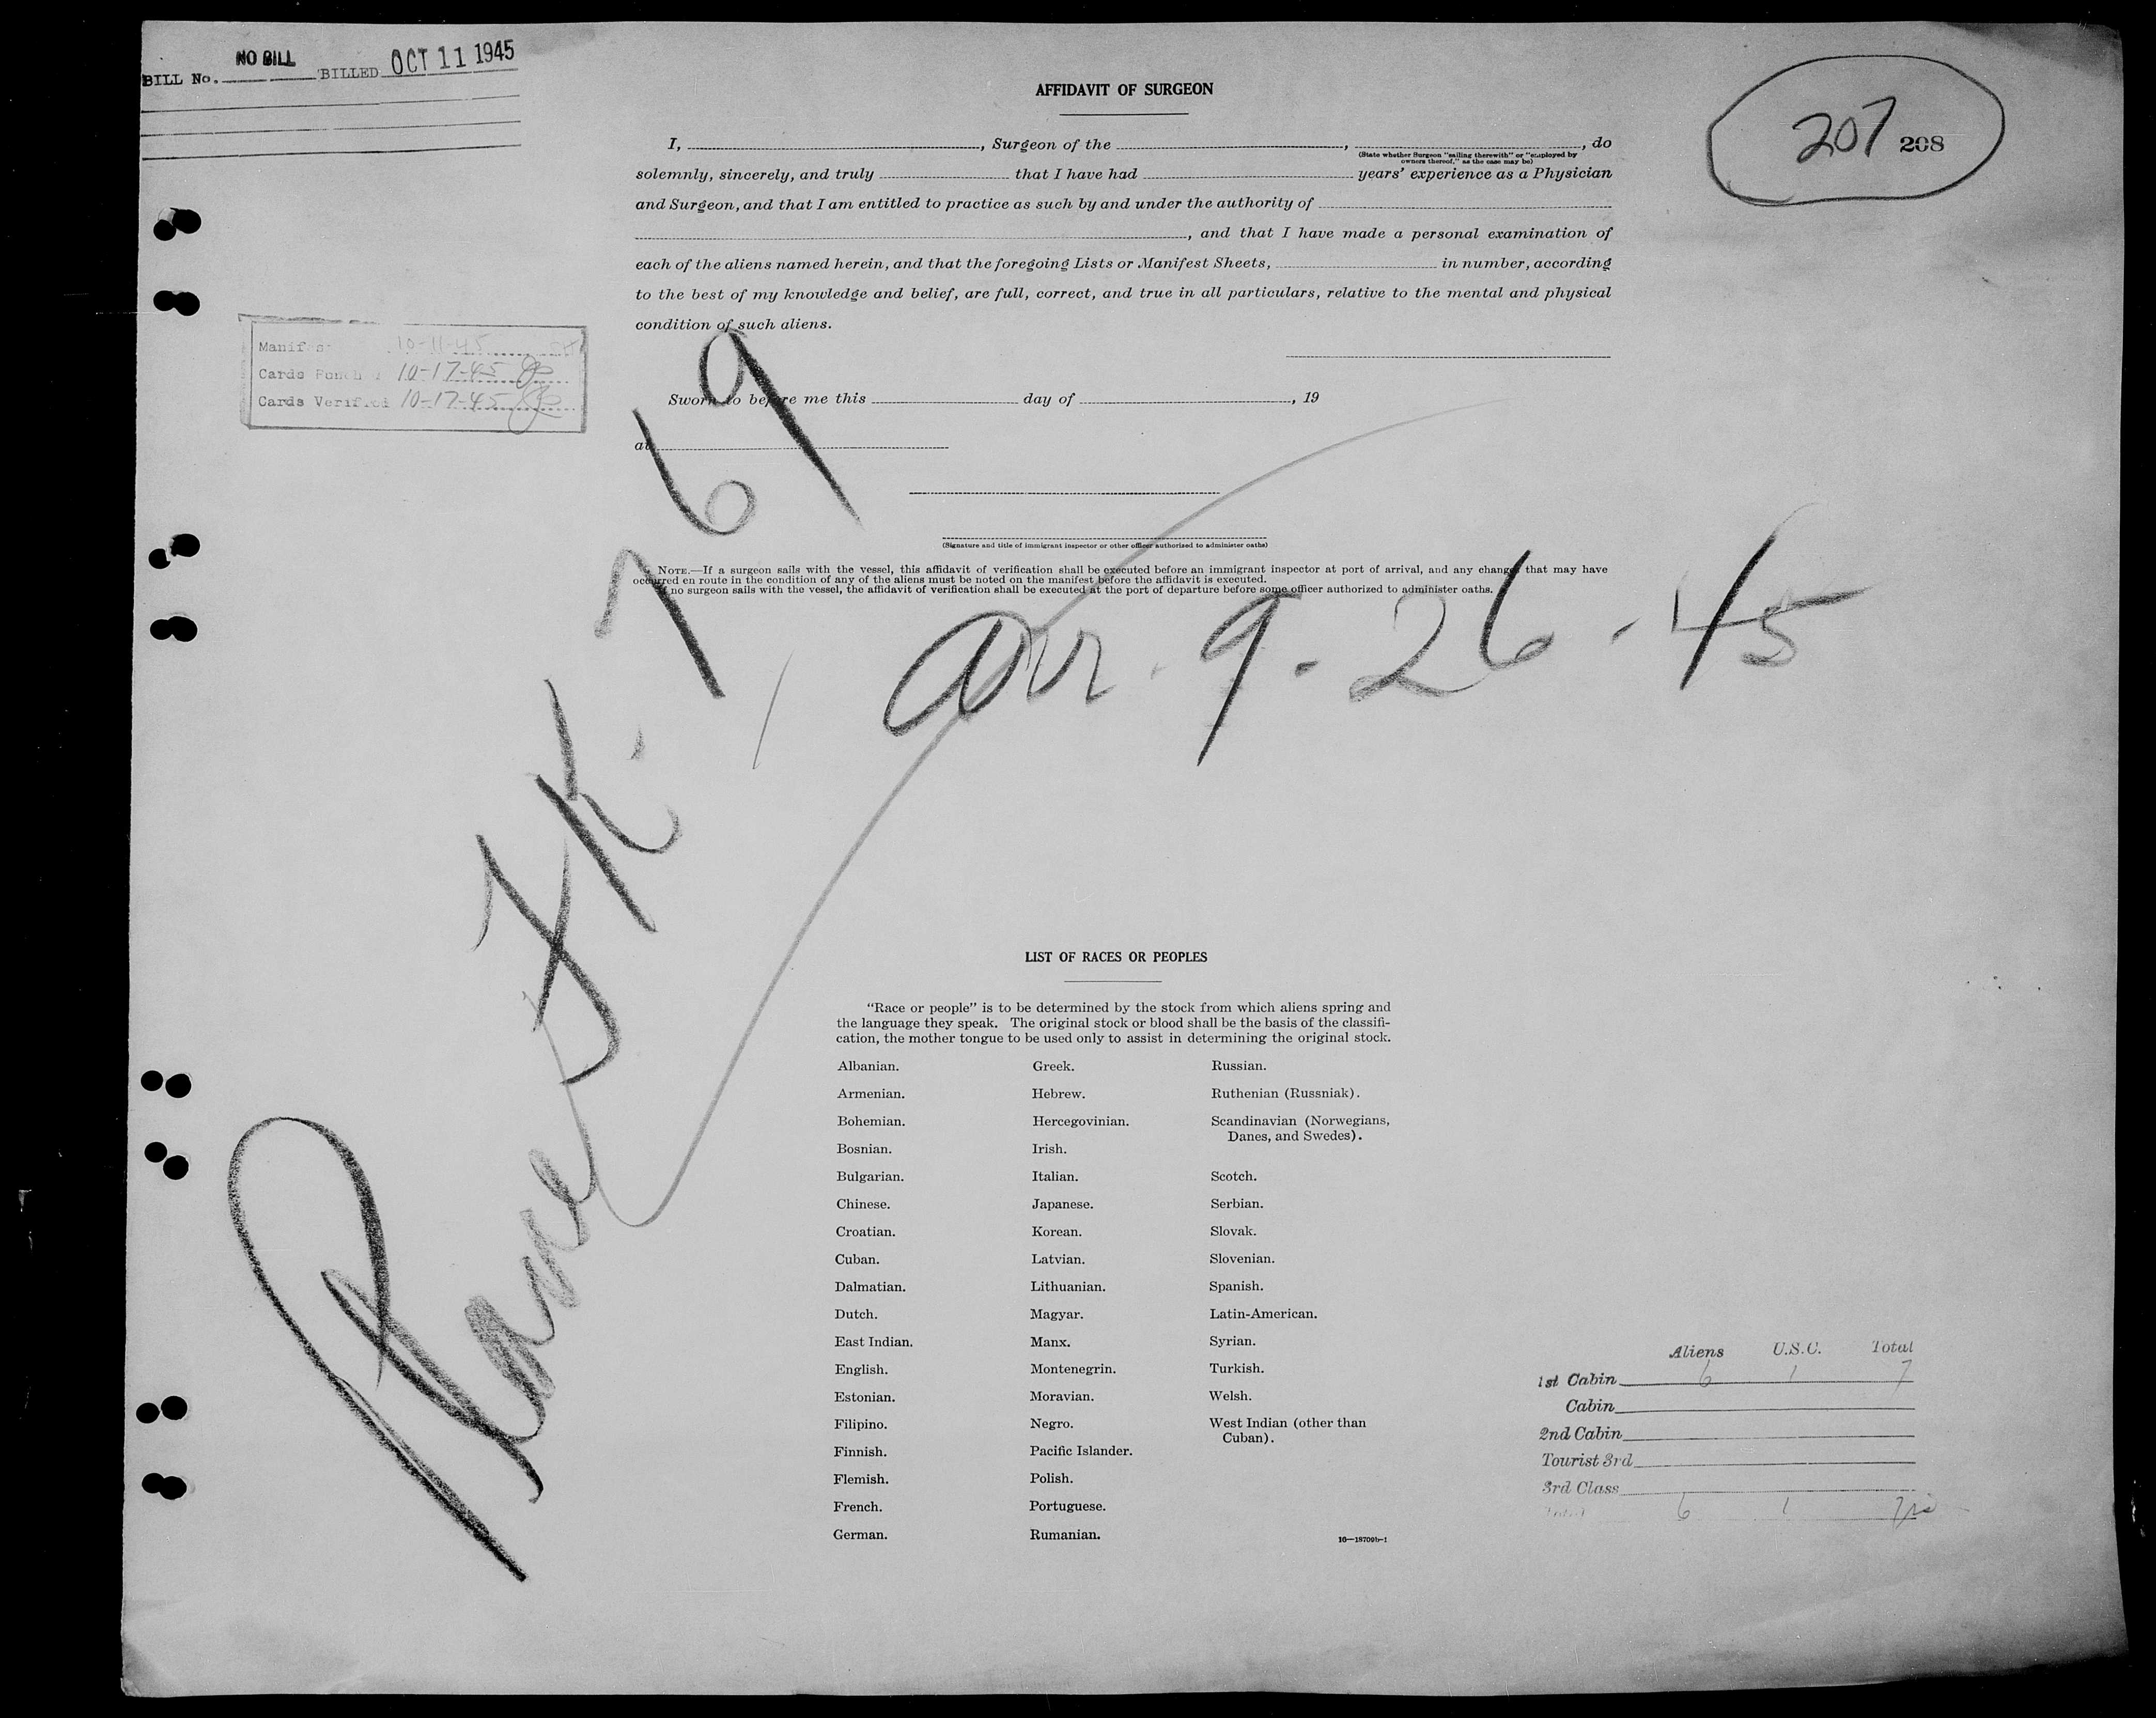 NO BILL
BILL No. BILLED OCT 11 1945
AFFIDAVIT OF SURGEON
207 208
I, , Surgeon of the , , do
(State whether Surgeon "sailing therewith" or "employed by
owners thereof," as the case may be)
solemnly, sincerely, and truly that I have had years' experience as a Physician
and Surgeon, and that I am entitled to practice as such by and under the authority of
, and that I have made a personal examination of
each of the aliens named herein, and that the foregoing Lists or Manifest Sheets, in number, according
to the best of my knowledge and belief, are full, correct, and true in all particulars, relative to the mental and physical
condition of such aliens.
Manifest 10-11-45
Cards Punched 10-17-45
Cards Verified 10-17-45
Sworn to before me this day of , 19
at
(Signature and title of immigrant inspector or other officer authorized to administer oaths)
NOTE.—If a surgeon sails with the vessel, this affidavit of verification shall be executed before an immigrant inspector at port of arrival, and any changes that may have
occurred en route in the condition of any of the aliens must be noted on the manifest before the affidavit is executed.
If no surgeon sails with the vessel, the affidavit of verification shall be executed at the port of departure before some officer authorized to administer oaths.
Plane 769
arr. 9-26-45
LIST OF RACES OR PEOPLES
"Race or people" is to be determined by the stock from which aliens spring and
the language they speak. The original stock or blood shall be the basis of the classifi-
cation, the mother tongue to be used only to assist in determining the original stock.
Albanian.
Armenian.
Bohemian.
Bosnian.
Bulgarian.
Chinese.
Croatian.
Cuban.
Dalmatian.
Dutch.
East Indian.
English.
Estonian.
Filipino.
Finnish.
Flemish.
French.
German.
Greek.
Hebrew.
Hercegovinian.
Irish.
Italian.
Japanese.
Korean.
Latvian.
Lithuanian.
Magyar.
Manx.
Montenegrin.
Moravian.
Negro.
Pacific Islander.
Polish.
Portuguese.
Rumanian.
Russian.
Ruthenian (Russniak).
Scandinavian (Norwegians,
Danes, and Swedes).
Scotch.
Serbian.
Slovak.
Slovenian.
Spanish.
Latin-American.
Syrian.
Turkish.
Welsh.
West Indian (other than
Cuban).
16—18709b-1
Aliens U.S.C. Total
1st Cabin 6 1 7
Cabin
2nd Cabin
Tourist 3rd
3rd Class
Total 6 1 7